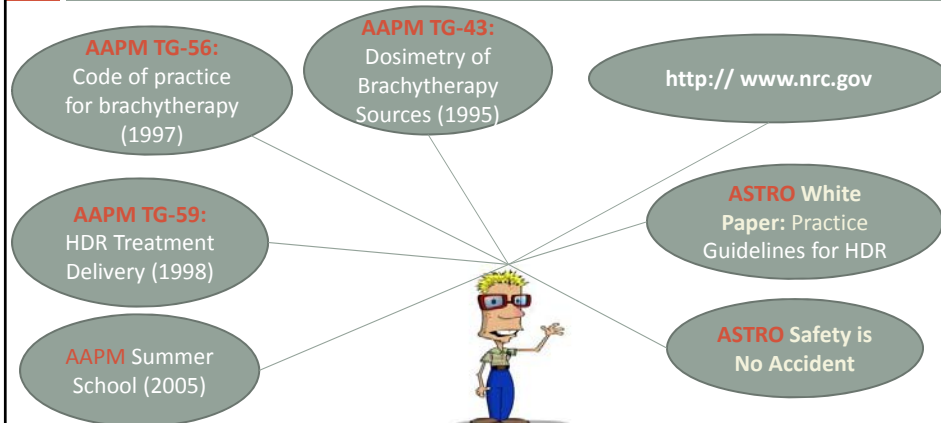 AAPM TG-56:
Code of practice
for brachytherapy
(1997)
AAPM TG-43:
Dosimetry of
Brachytherapy
Sources (1995)
http:// www.nrc.gov
AAPM TG-59:
HDR Treatment
Delivery (1998)
ASTRO White
Paper: Practice
Guidelines for HDR
AAPM Summer
School (2005)
ASTRO Safety is
No Accident